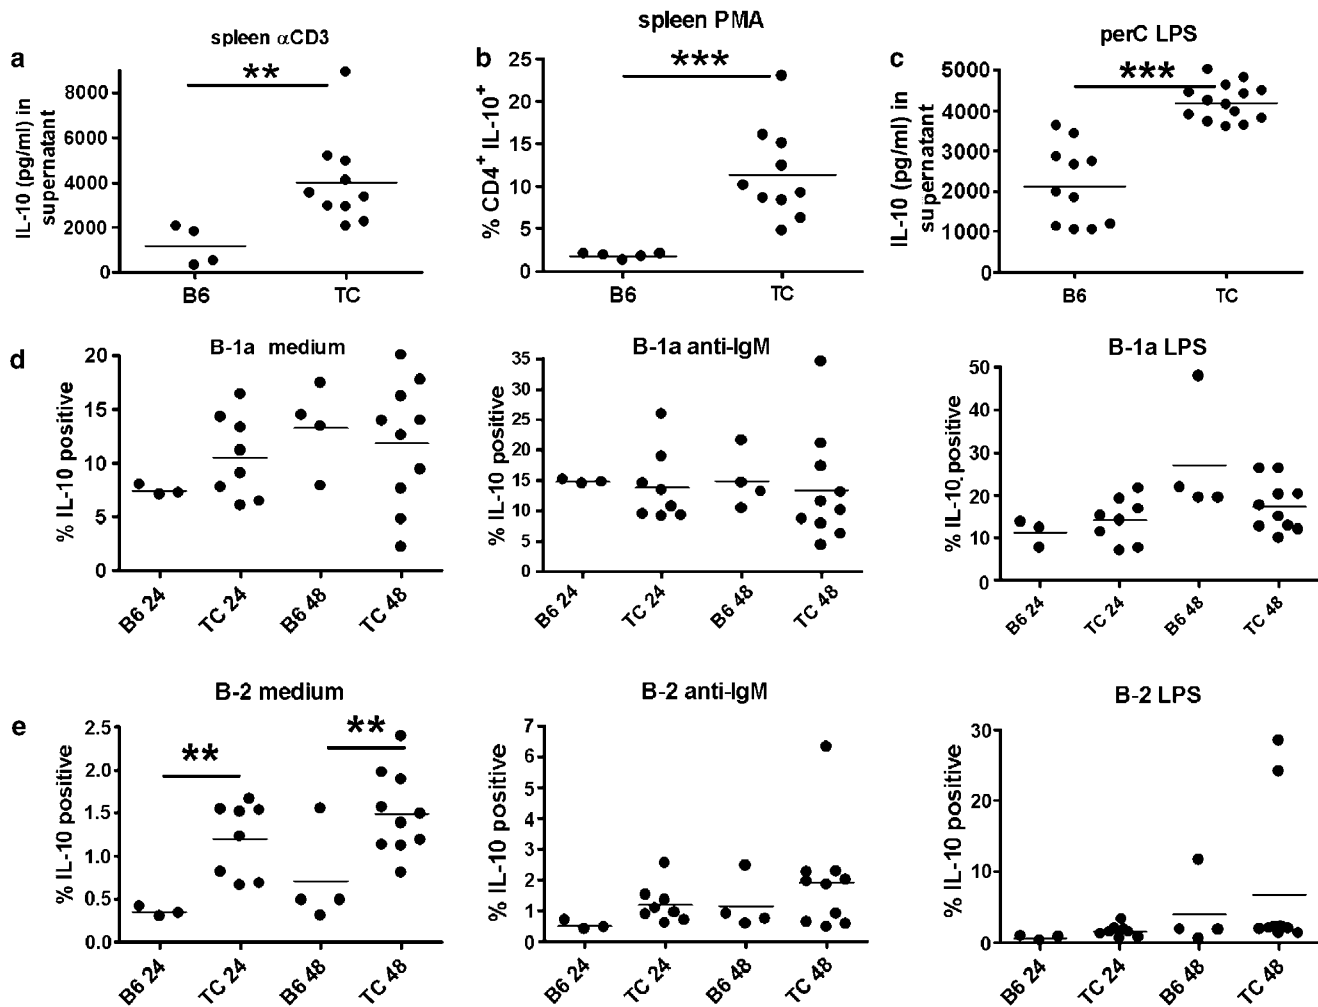 a
spleen αCD3
IL-10 (pg/ml) in
supernatant
8000
6000
4000
2000
0
**
B6
TC
b
spleen PMA
% CD4+ IL-10+
25
20
15
10
5
0
***
B6
TC
c
perC LPS
IL-10 (pg/ml) in
supernatant
5000
4000
3000
2000
1000
0
***
B6
TC
d
B-1a medium
% IL-10 positive
20
15
10
5
0
B6 24
TC 24
B6 48
TC 48
B-1a anti-IgM
% IL-10 positive
35
30
25
20
15
10
5
0
B6 24
TC 24
B6 48
TC 48
B-1a LPS
% IL-10 positive
50
40
30
20
10
0
B6 24
TC 24
B6 48
TC 48
e
B-2 medium
% IL-10 positive
2.5
2.0
1.5
1.0
0.5
0.0
**
**
B6 24
TC 24
B6 48
TC 48
B-2 anti-IgM
% IL-10 positive
7
6
5
4
3
2
1
0
B6 24
TC 24
B6 48
TC 48
B-2 LPS
% IL-10 positive
30
20
10
0
B6 24
TC 24
B6 48
TC 48